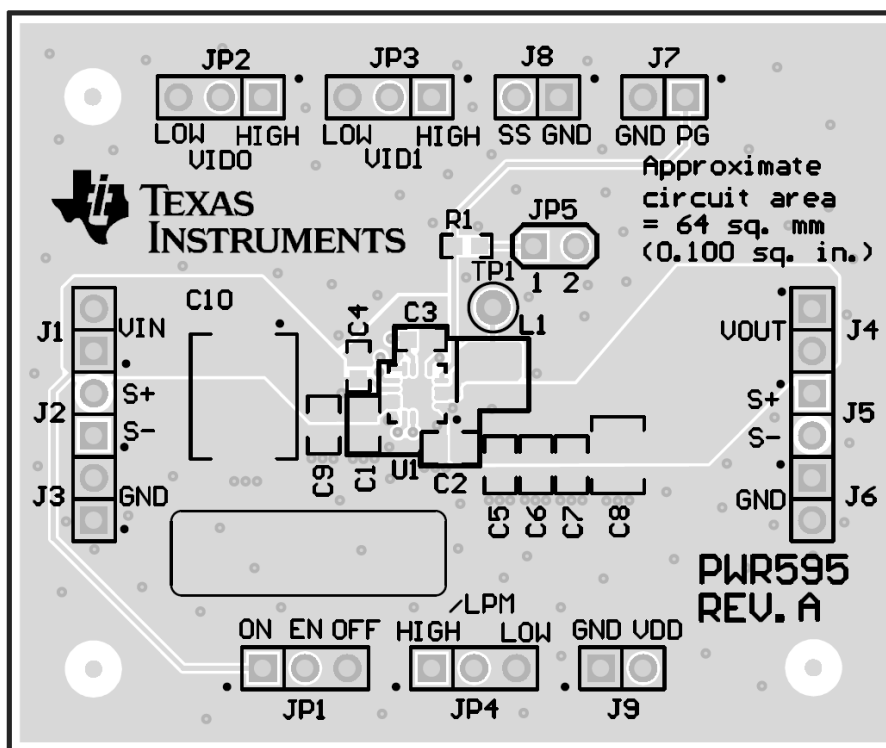 JP2
JP3
J8
J7
LOW
HIGH
LOW
HIGH
SS GND
GND PG
VID0
VID1
TEXAS
INSTRUMENTS
Approximate
circuit area
= 64 sq. mm
(0.100 sq. in.)
R1
JP5
1 2
TP1
C10
C4
C3
L1
J1
VIN
VOUT
J4
J2
S+
S-
S+
S-
J5
J3
GND
GND
J6
C9
C1
U1
C2
C5
C6
C7
C8
PWR595
REV. A
ON EN OFF
/LPM
HIGH
LOW
GND VDD
JP1
JP4
J9